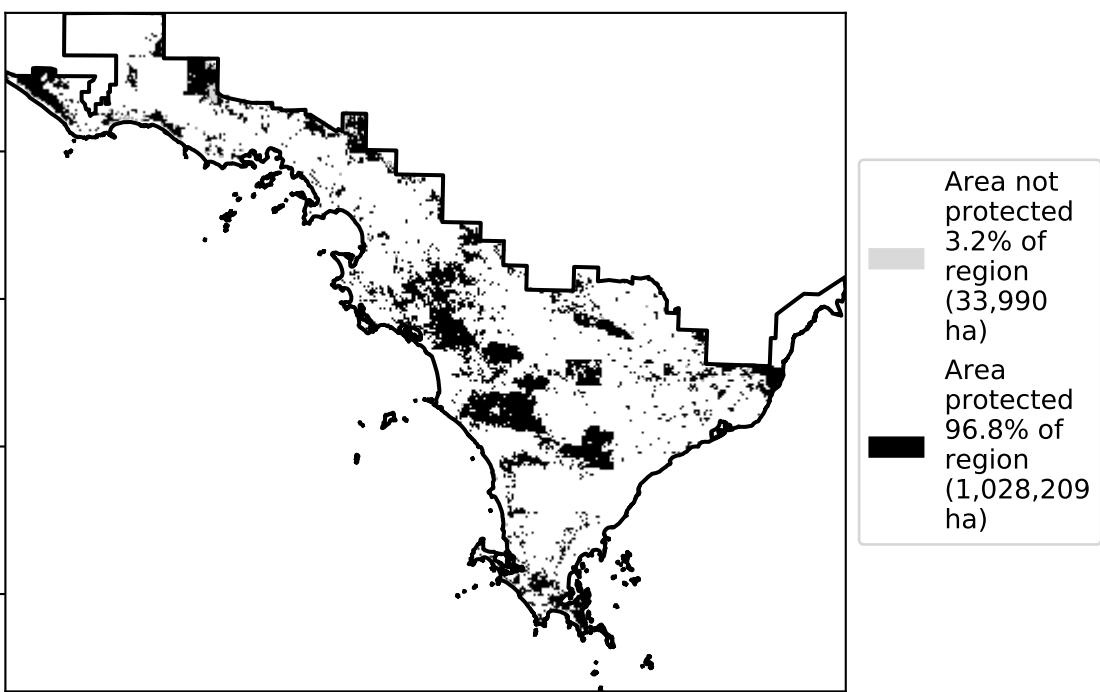 Area not
protected
3.2% of
region
(33,990
ha)
Area
protected
96.8% of
region
(1,028,209
ha)